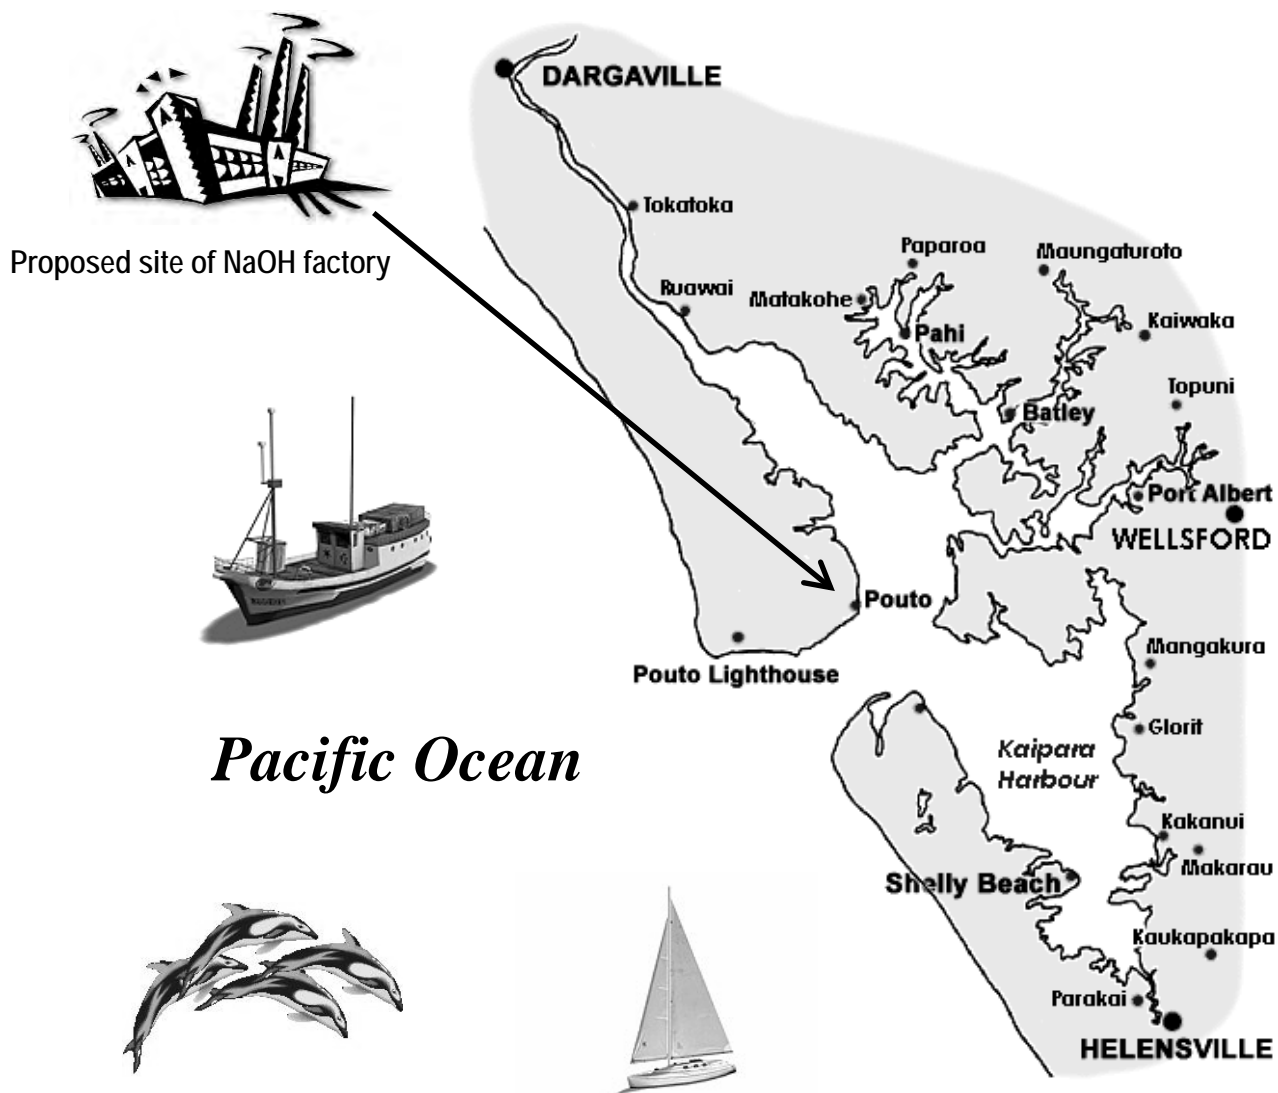 DARGAVILLE
Tokatoka
Proposed site of NaOH factory
Paparoa
Maungaturoto
Ruawai
Matakohe
Kaiwaka
Pahi
Topuni
Batley
Port Albert
WELLSFORD
Pouto
Mangakura
Pouto Lighthouse
Glorit
Pacific Ocean
Kaipara
Harbour
Kakanui
Makarau
Shelly Beach
Kaukapakapa
Parakai
HELENSVILLE